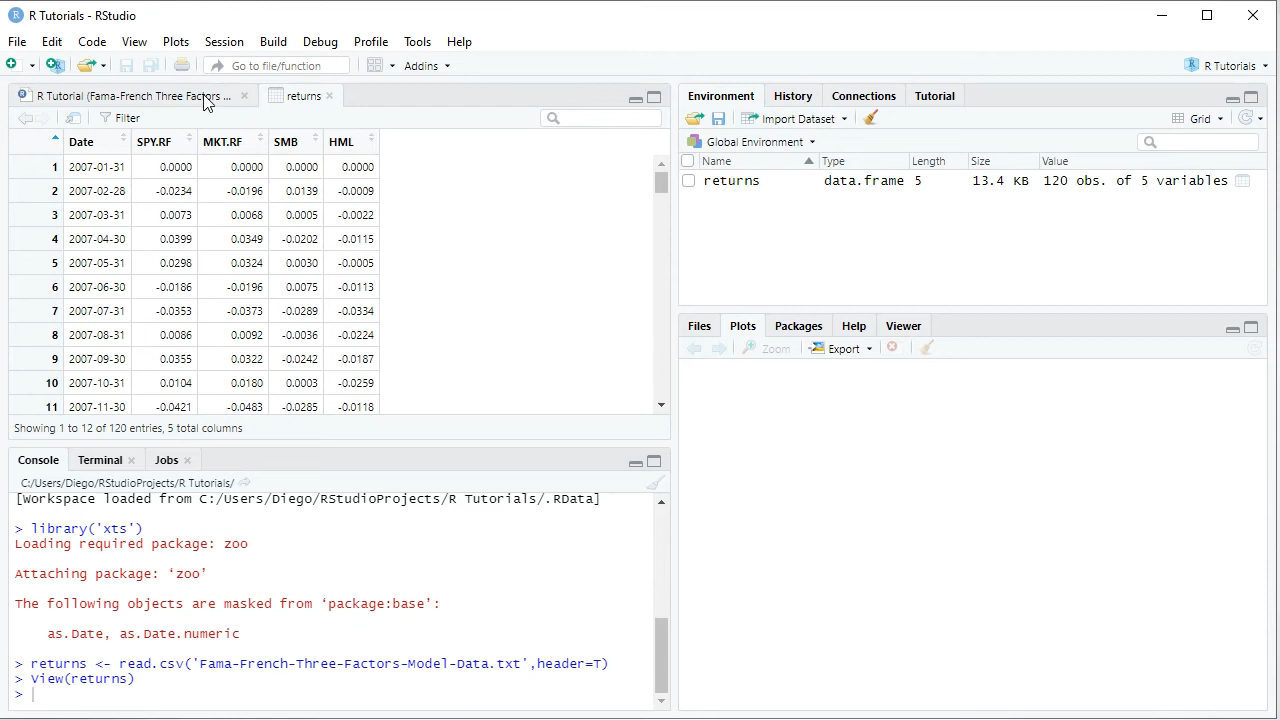 R Tutorials - RStudio
File Edit Code View Plots Session Build Debug Profile Tools Help
Go to file/function Addins R Tutorials
R Tutorial (Fama-French Three Factors ... returns
Filter
Date SPY.RF MKT.RF SMB HML
1 2007-01-31 0.0000 0.0000 0.0000 0.0000
2 2007-02-28 -0.0234 -0.0196 0.0139 -0.0009
3 2007-03-31 0.0073 0.0068 0.0005 -0.0022
4 2007-04-30 0.0399 0.0349 -0.0202 -0.0115
5 2007-05-31 0.0298 0.0324 0.0030 -0.0005
6 2007-06-30 -0.0186 -0.0196 0.0075 -0.0113
7 2007-07-31 -0.0353 -0.0373 -0.0289 -0.0334
8 2007-08-31 0.0086 0.0092 -0.0036 -0.0224
9 2007-09-30 0.0355 0.0322 -0.0242 -0.0187
10 2007-10-31 0.0104 0.0180 0.0003 -0.0259
11 2007-11-30 -0.0421 -0.0483 -0.0285 -0.0118
Showing 1 to 12 of 120 entries, 5 total columns
Console Terminal Jobs
C:/Users/Diego/RStudioProjects/R Tutorials/
[Workspace loaded from C:/Users/Diego/RStudioProjects/R Tutorials/.RData]
> library('xts')
Loading required package: zoo
Attaching package: ‘zoo’
The following objects are masked from ‘package:base’:
as.Date, as.Date.numeric
> returns <- read.csv('Fama-French-Three-Factors-Model-Data.txt',header=T)
> View(returns)
>
Environment History Connections Tutorial
Import Dataset Grid
Global Environment
Name Type Length Size Value
returns data.frame 5 13.4 KB 120 obs. of 5 variables
Files Plots Packages Help Viewer
Zoom Export